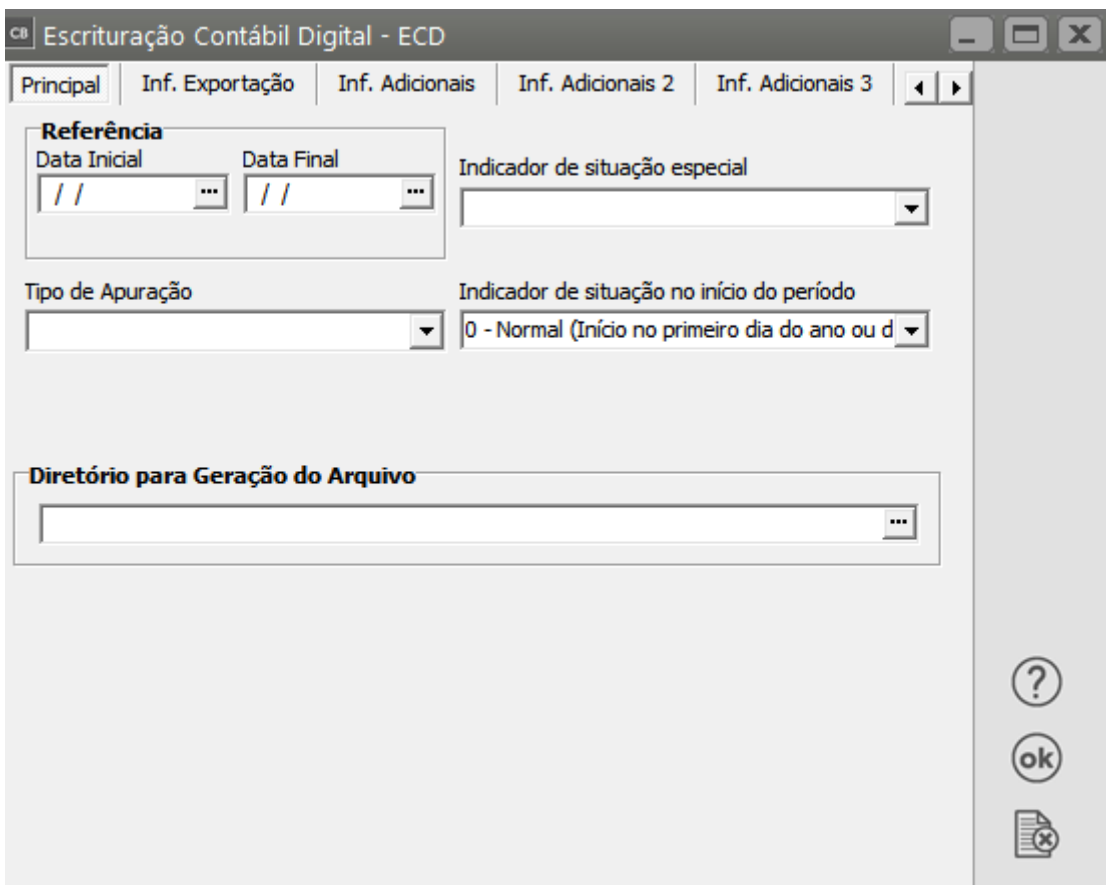 CB Escrituração Contábil Digital - ECD
Principal Inf. Exportação Inf. Adicionais Inf. Adicionais 2 Inf. Adicionais 3
Referência
Data Inicial Data Final
/ / ... / / ...
Indicador de situação especial
Tipo de Apuração
Indicador de situação no início do período
0 - Normal (Início no primeiro dia do ano ou d
Diretório para Geração do Arquivo
...
?
ok